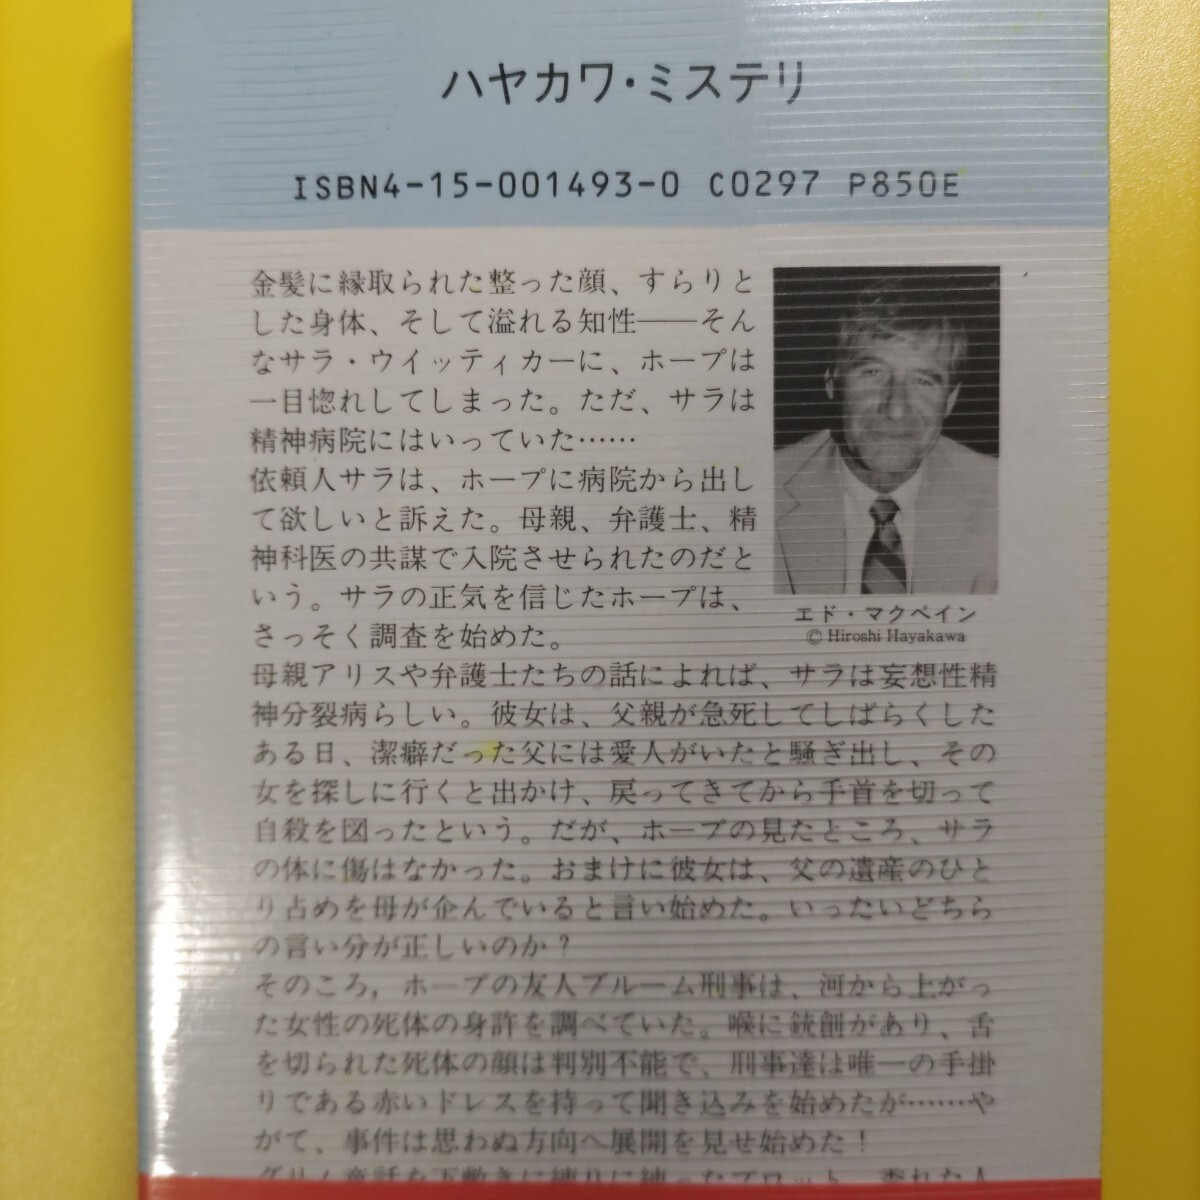 ハヤカワ・ミステリ
ISBN4-15-001493-0 C0297 P850E
金髪に縁取られた整った顔、すらりと
した身体、そして溢れる知性――そん
なサラ・ウイッティカーに、ホープは
一目惚れしてしまった。ただ、サラは
精神病院にはいっていた……
依頼人サラは、ホープに病院から出し
て欲しいと訴えた。母親、弁護士、精
神科医の共謀で入院させられたのだと
いう。サラの正気を信じたホープは、
さっそく調査を始めた。
エド・マクベイン
© Hiroshi Hayakawa
母親アリスや弁護士たちの話によれば、サラは妄想性精
神分裂病らしい。彼女は、父親が急死してしばらくした
ある日、潔癖だった父には愛人がいたと騒ぎ出し、その
女を探しに行くと出かけ、戻ってきてから手首を切って
自殺を図ったという。だが、ホープの見たところ、サラ
の体に傷はなかった。おまけに彼女は、父の遺産のひと
り占めを母が企んでいると言い始めた。いったいどちら
の言い分が正しいのか？
そのころ，ホープの友人ブルーム刑事は、河から上がっ
た女性の死体の身許を調べていた。喉に銃創があり、舌
を切られた死体の顔は判別不能で、刑事達は唯一の手掛
りである赤いドレスを持って聞き込みを始めたが……や
がて、事件は思わぬ方向へ展開を見せ始めた！
グリム童話を下敷きに練りに練ったプロット、